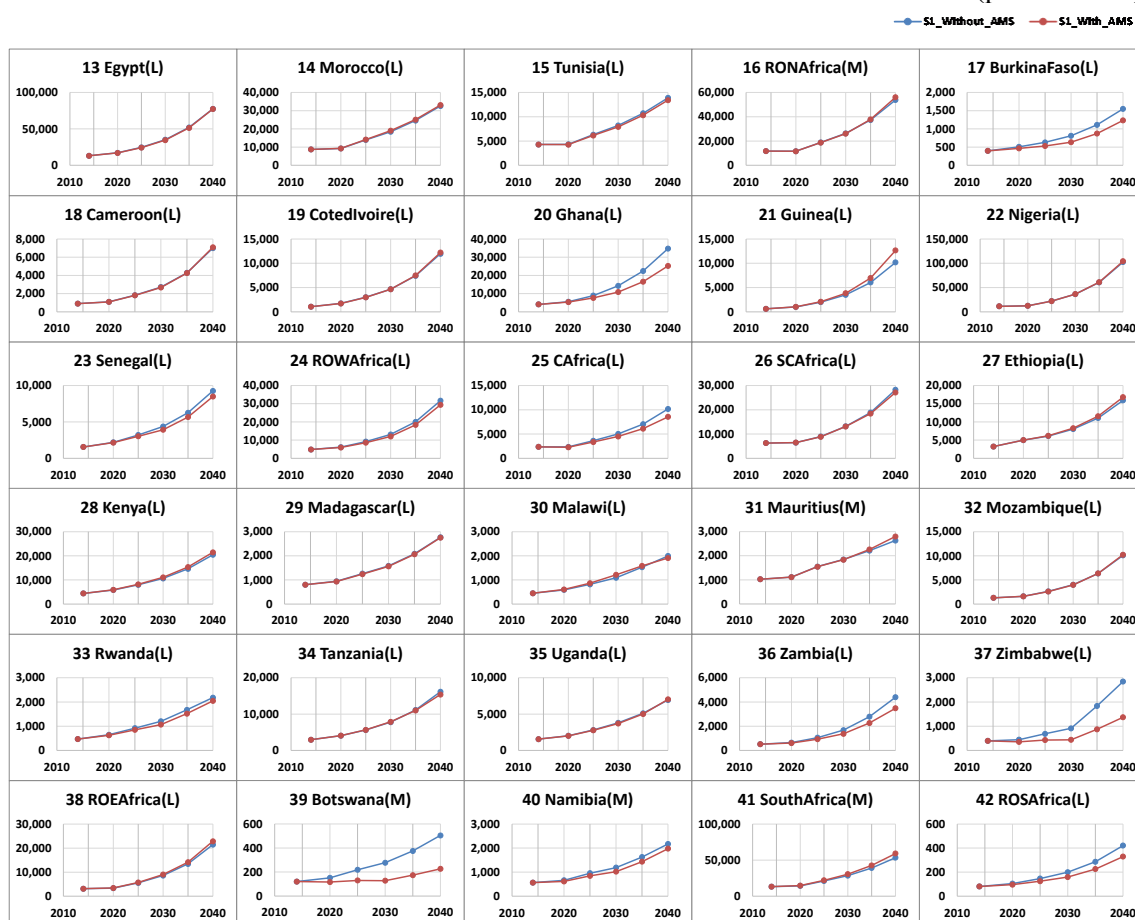 S1_Without_AMS S1_With_AMS
13 Egypt(L) 14 Morocco(L) 15 Tunisia(L) 16 RONAfrica(M) 17 BurkinaFaso(L)
100,000 40,000 15,000 60,000 2,000
30,000 1,500
10,000 40,000
50,000 20,000 1,000
5,000 20,000
10,000 500
0 0 0 0 0
2010 2020 2030 2040 2010 2020 2030 2040 2010 2020 2030 2040 2010 2020 2030 2040 2010 2020 2030 2040
18 Cameroon(L) 19 CotedIvoire(L) 20 Ghana(L) 21 Guinea(L) 22 Nigeria(L)
8,000 15,000 40,000 15,000 150,000
6,000 30,000
10,000 10,000 100,000
4,000 20,000
5,000 5,000 50,000
2,000 10,000
0 0 0 0 0
2010 2020 2030 2040 2010 2020 2030 2040 2010 2020 2030 2040 2010 2020 2030 2040 2010 2020 2030 2040
23 Senegal(L) 24 ROWAfrica(L) 25 CAfrica(L) 26 SCAfrica(L) 27 Ethiopia(L)
10,000 40,000 15,000 30,000 20,000
30,000 15,000
10,000 20,000
5,000 20,000 10,000
5,000 10,000
10,000 5,000
0 0 0 0 0
2010 2020 2030 2040 2010 2020 2030 2040 2010 2020 2030 2040 2010 2020 2030 2040 2010 2020 2030 2040
28 Kenya(L) 29 Madagascar(L) 30 Malawi(L) 31 Mauritius(M) 32 Mozambique(L)
30,000 3,000 3,000 3,000 15,000
20,000 2,000 2,000 2,000 10,000
10,000 1,000 1,000 1,000 5,000
0 0 0 0 0
2010 2020 2030 2040 2010 2020 2030 2040 2010 2020 2030 2040 2010 2020 2030 2040 2010 2020 2030 2040
33 Rwanda(L) 34 Tanzania(L) 35 Uganda(L) 36 Zambia(L) 37 Zimbabwe(L)
3,000 20,000 10,000 6,000 3,000
2,000 4,000 2,000
10,000 5,000
1,000 2,000 1,000
0 0 0 0 0
2010 2020 2030 2040 2010 2020 2030 2040 2010 2020 2030 2040 2010 2020 2030 2040 2010 2020 2030 2040
38 ROEAfrica(L) 39 Botswana(M) 40 Namibia(M) 41 SouthAfrica(M) 42 ROSAfrica(L)
30,000 600 3,000 100,000 600
20,000 400 2,000 400
50,000
10,000 200 1,000 200
0 0 0 0 0
2010 2020 2030 2040 2010 2020 2030 2040 2010 2020 2030 2040 2010 2020 2030 2040 2010 2020 2030 2040